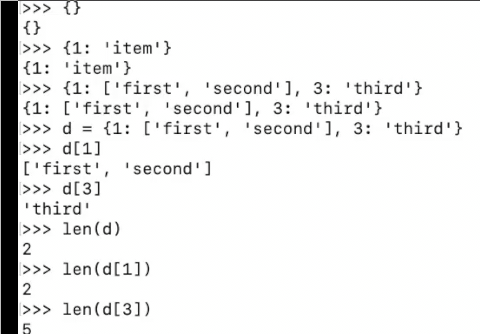 >>> {}
{}
>>> {1: 'item'}
{1: 'item'}
>>> {1: ['first', 'second'], 3: 'third'}
{1: ['first', 'second'], 3: 'third'}
>>> d = {1: ['first', 'second'], 3: 'third'}
>>> d[1]
['first', 'second']
>>> d[3]
'third'
>>> len(d)
2
>>> len(d[1])
2
>>> len(d[3])
5